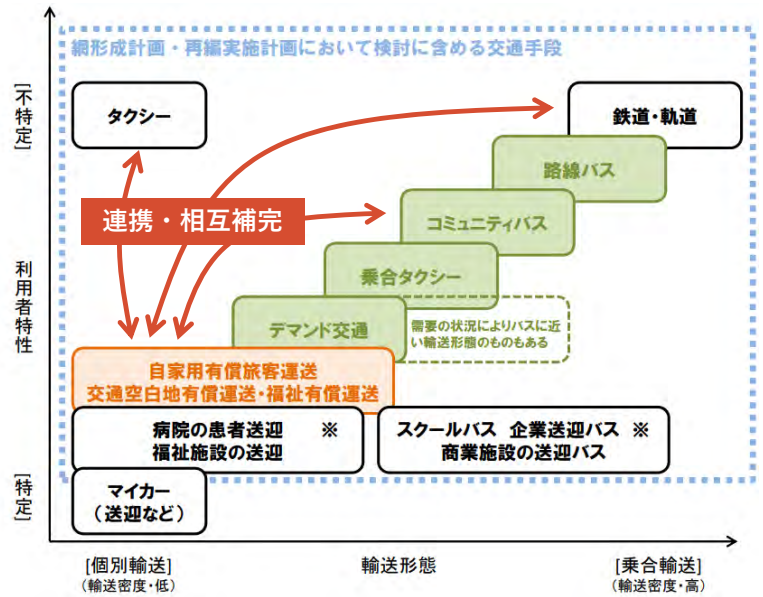 網形成計画・再編実施計画において検討に含める交通手段
[不特定]
タクシー
鉄道・軌道
路線バス
連携・相互補完
コミュニティバス
乗合タクシー
利用者特性
デマンド交通
需要の状況によりバスに近
い輸送形態のものもある
自家用有償旅客運送
交通空白地有償運送・福祉有償運送
病院の患者送迎 ※
福祉施設の送迎
スクールバス 企業送迎バス ※
商業施設の送迎バス
[特定]
マイカー
（送迎など）
[個別輸送]
（輸送密度・低）
輸送形態
[乗合輸送]
（輸送密度・高）